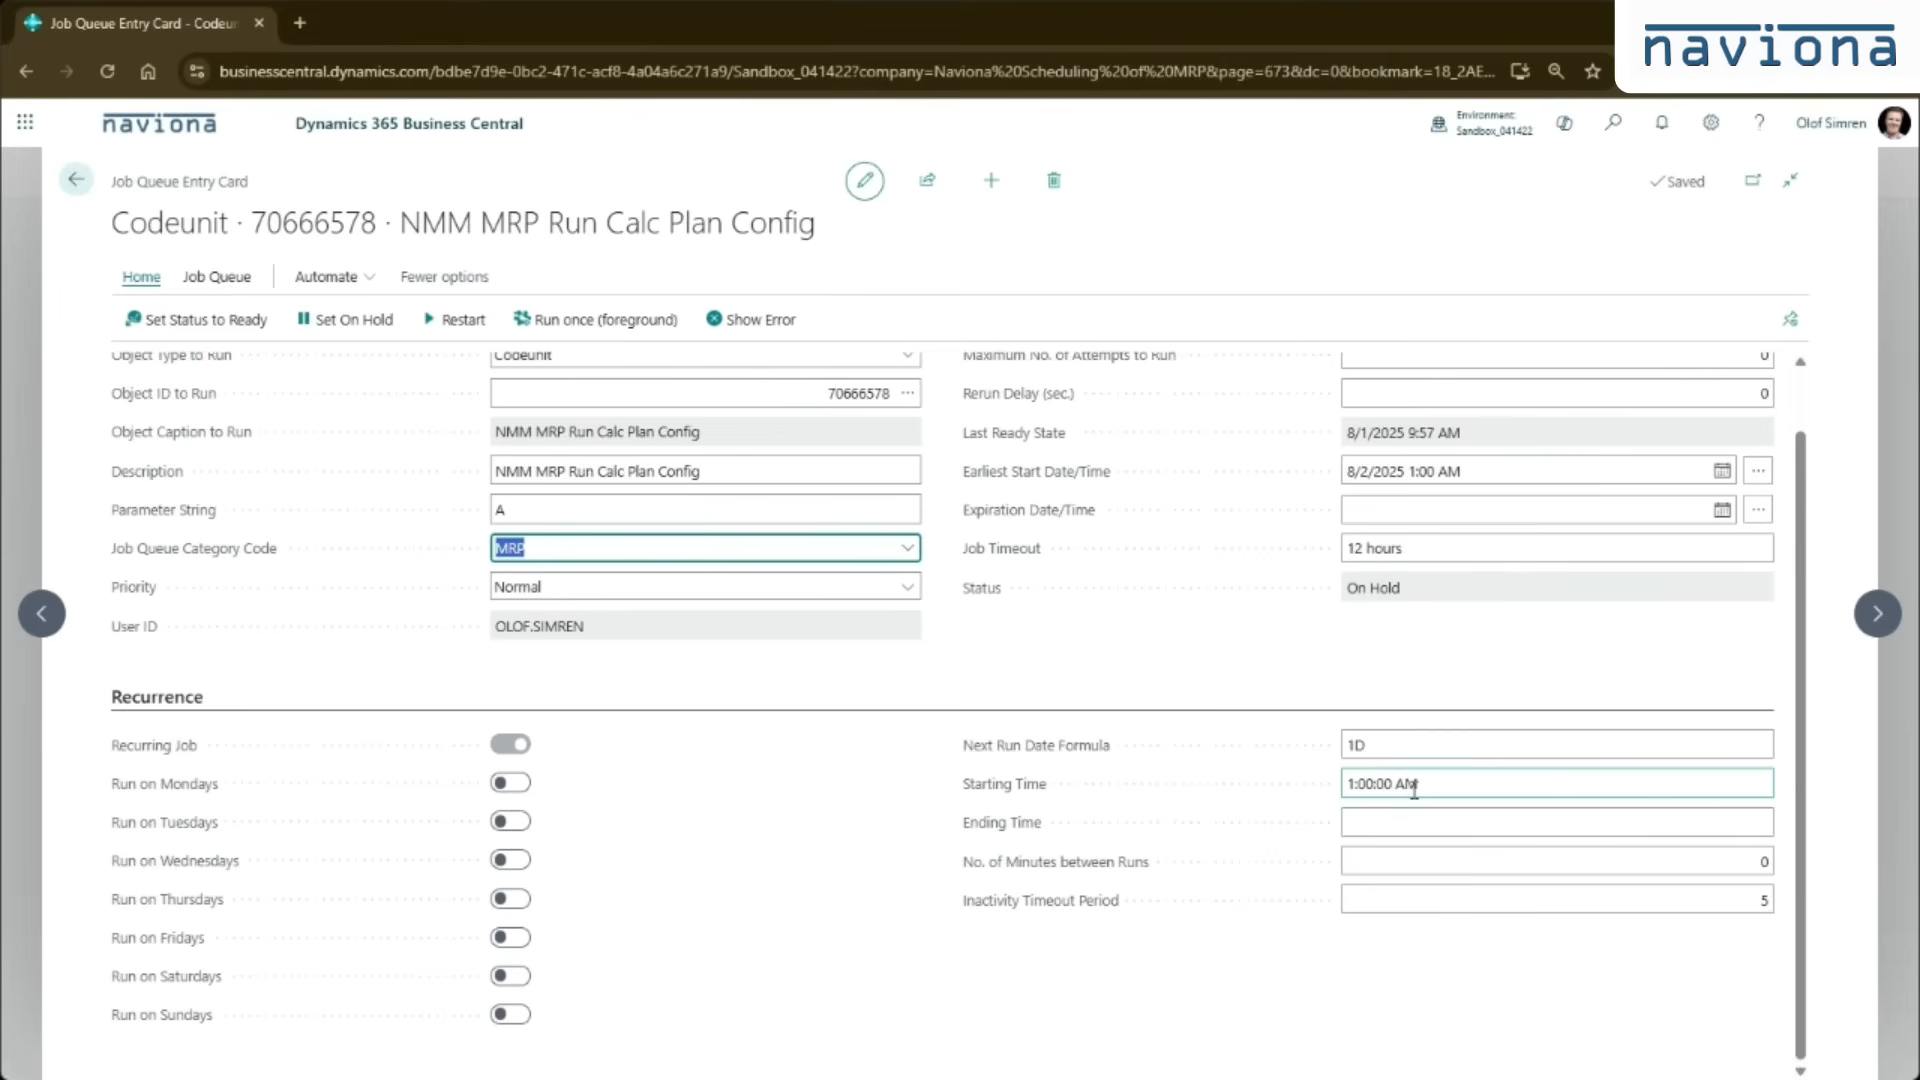 Job Queue Entry Card - Codeu
naviona
businesscentral.dynamics.com/bdbe7d9e-0bc2-471c-acf8-4a04a6c271a9/Sandbox_041422?company=Naviona%20Scheduling%20of%20MRP&page=673&dc=0&bookmark=18_2AE...
naviona
Dynamics 365 Business Central
Environment:
Sandbox_041422
Olof Simren
Job Queue Entry Card
Saved
Codeunit · 70666578 · NMM MRP Run Calc Plan Config
Home
Job Queue
Automate
Fewer options
Set Status to Ready
Set On Hold
Restart
Run once (foreground)
Show Error
Object Type to Run
Codeunit
Object ID to Run
70666578
Object Caption to Run
NMM MRP Run Calc Plan Config
Description
NMM MRP Run Calc Plan Config
Parameter String
A
Job Queue Category Code
MRP
Priority
Normal
User ID
OLOF.SIMREN
Maximum No. of Attempts to Run
0
Rerun Delay (sec.)
0
Last Ready State
8/1/2025 9:57 AM
Earliest Start Date/Time
8/2/2025 1:00 AM
Expiration Date/Time
Job Timeout
12 hours
Status
On Hold
Recurrence
Recurring Job
Run on Mondays
Run on Tuesdays
Run on Wednesdays
Run on Thursdays
Run on Fridays
Run on Saturdays
Run on Sundays
Next Run Date Formula
1D
Starting Time
1:00:00 AM
Ending Time
No. of Minutes between Runs
0
Inactivity Timeout Period
5